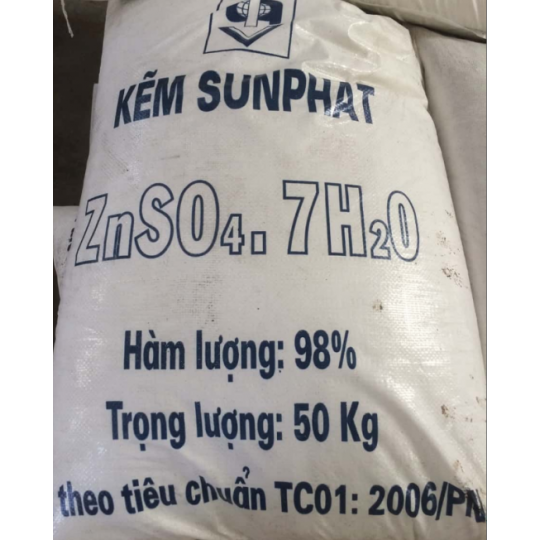 KẼM SUNPHAT
ZnSO4. 7H2O
Hàm lượng: 98%
Trọng lượng: 50 Kg
theo tiêu chuẩn TC01: 2006/PN